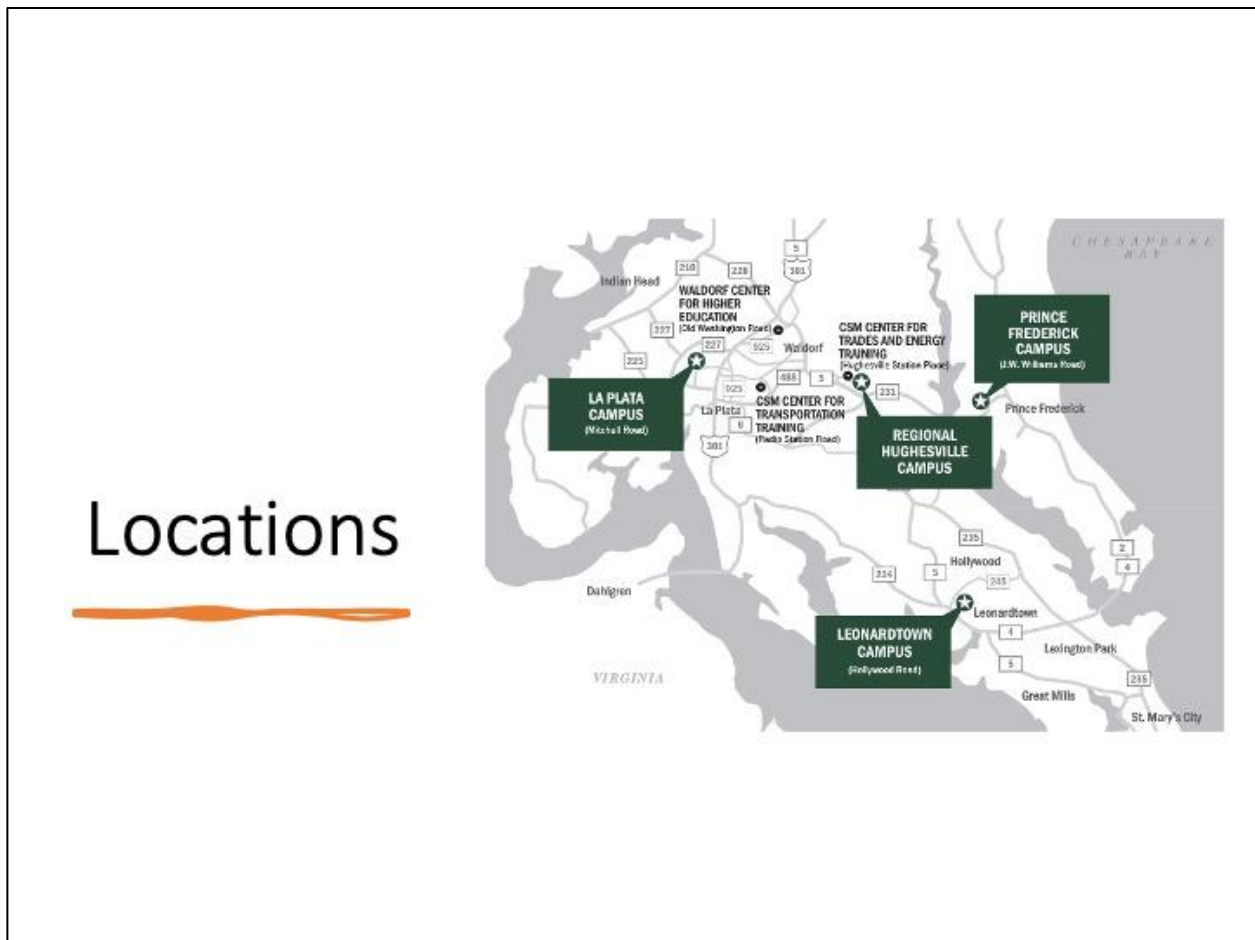 Locations
CHESAPEAKE
BAY
5
301
210
228
Indian Head
WALDORF CENTER
FOR HIGHER
EDUCATION
(Old Washington Road)
227
227
925
Waldorf
CSM CENTER FOR
TRADES AND ENERGY
TRAINING
(Hughesville Station Place)
PRINCE
FREDERICK
CAMPUS
(J.W. Williams Road)
225
488
5
231
LA PLATA
CAMPUS
(Mitchell Road)
925
La Plata
6
301
CSM CENTER FOR
TRANSPORTATION
TRAINING
(Radio Station Road)
Prince Frederick
REGIONAL
HUGHESVILLE
CAMPUS
235
Hollywood
2
4
234
5
245
Dahlgren
Leonardtown
LEONARDTOWN
CAMPUS
(Hollywood Road)
4
Lexington Park
5
VIRGINIA
235
Great Mills
St. Mary's City